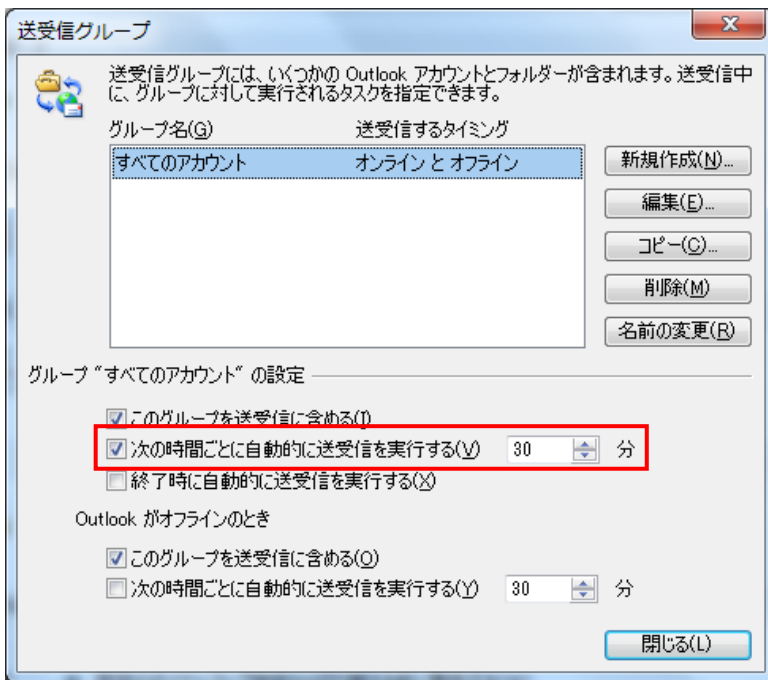 送受信グループ
送受信グループには、いくつかの Outlook アカウントとフォルダーが含まれます。送受信中
に、グループに対して実行されるタスクを指定できます。
グループ名(G) 送受信するタイミング
すべてのアカウント オンライン と オフライン
新規作成(N)...
編集(E)...
コピー(C)...
削除(M)
名前の変更(R)
グループ "すべてのアカウント" の設定
このグループを送受信に含める(I)
次の時間ごとに自動的に送受信を実行する(V) 30 分
終了時に自動的に送受信を実行する(X)
Outlook がオフラインのとき
このグループを送受信に含める(O)
次の時間ごとに自動的に送受信を実行する(Y) 30 分
閉じる(L)